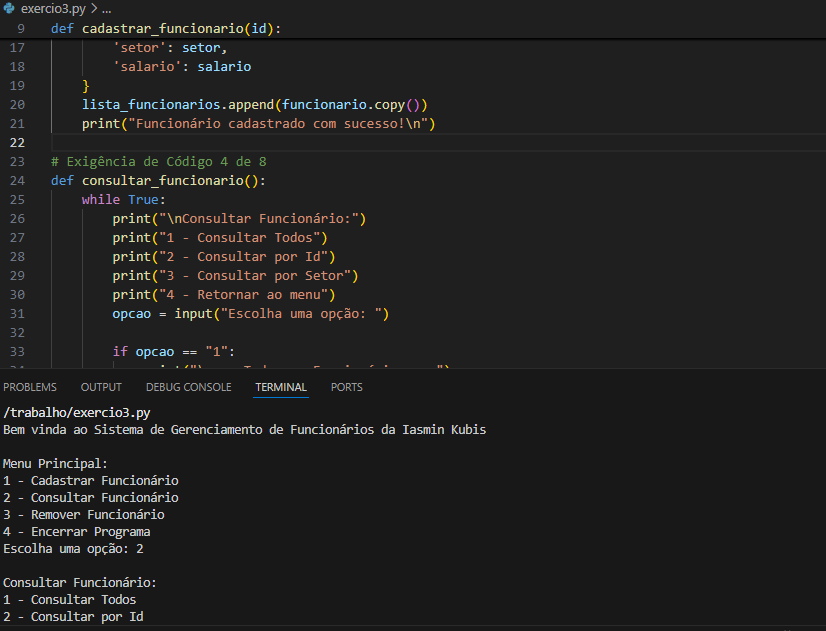 exercio3.py > ...
9 def cadastrar_funcionario(id):
17 'setor': setor,
18 'salario': salario
19 }
20 lista_funcionarios.append(funcionario.copy())
21 print("Funcionário cadastrado com sucesso!\n")
22
23 # Exigência de Código 4 de 8
24 def consultar_funcionario():
25 while True:
26 print("\nConsultar Funcionário:")
27 print("1 - Consultar Todos")
28 print("2 - Consultar por Id")
29 print("3 - Consultar por Setor")
30 print("4 - Retornar ao menu")
31 opcao = input("Escolha uma opção: ")
32
33 if opcao == "1":
PROBLEMS OUTPUT DEBUG CONSOLE TERMINAL PORTS
/trabalho/exercio3.py
Bem vinda ao Sistema de Gerenciamento de Funcionários da Iasmin Kubis
Menu Principal:
1 - Cadastrar Funcionário
2 - Consultar Funcionário
3 - Remover Funcionário
4 - Encerrar Programa
Escolha uma opção: 2
Consultar Funcionário:
1 - Consultar Todos
2 - Consultar por Id